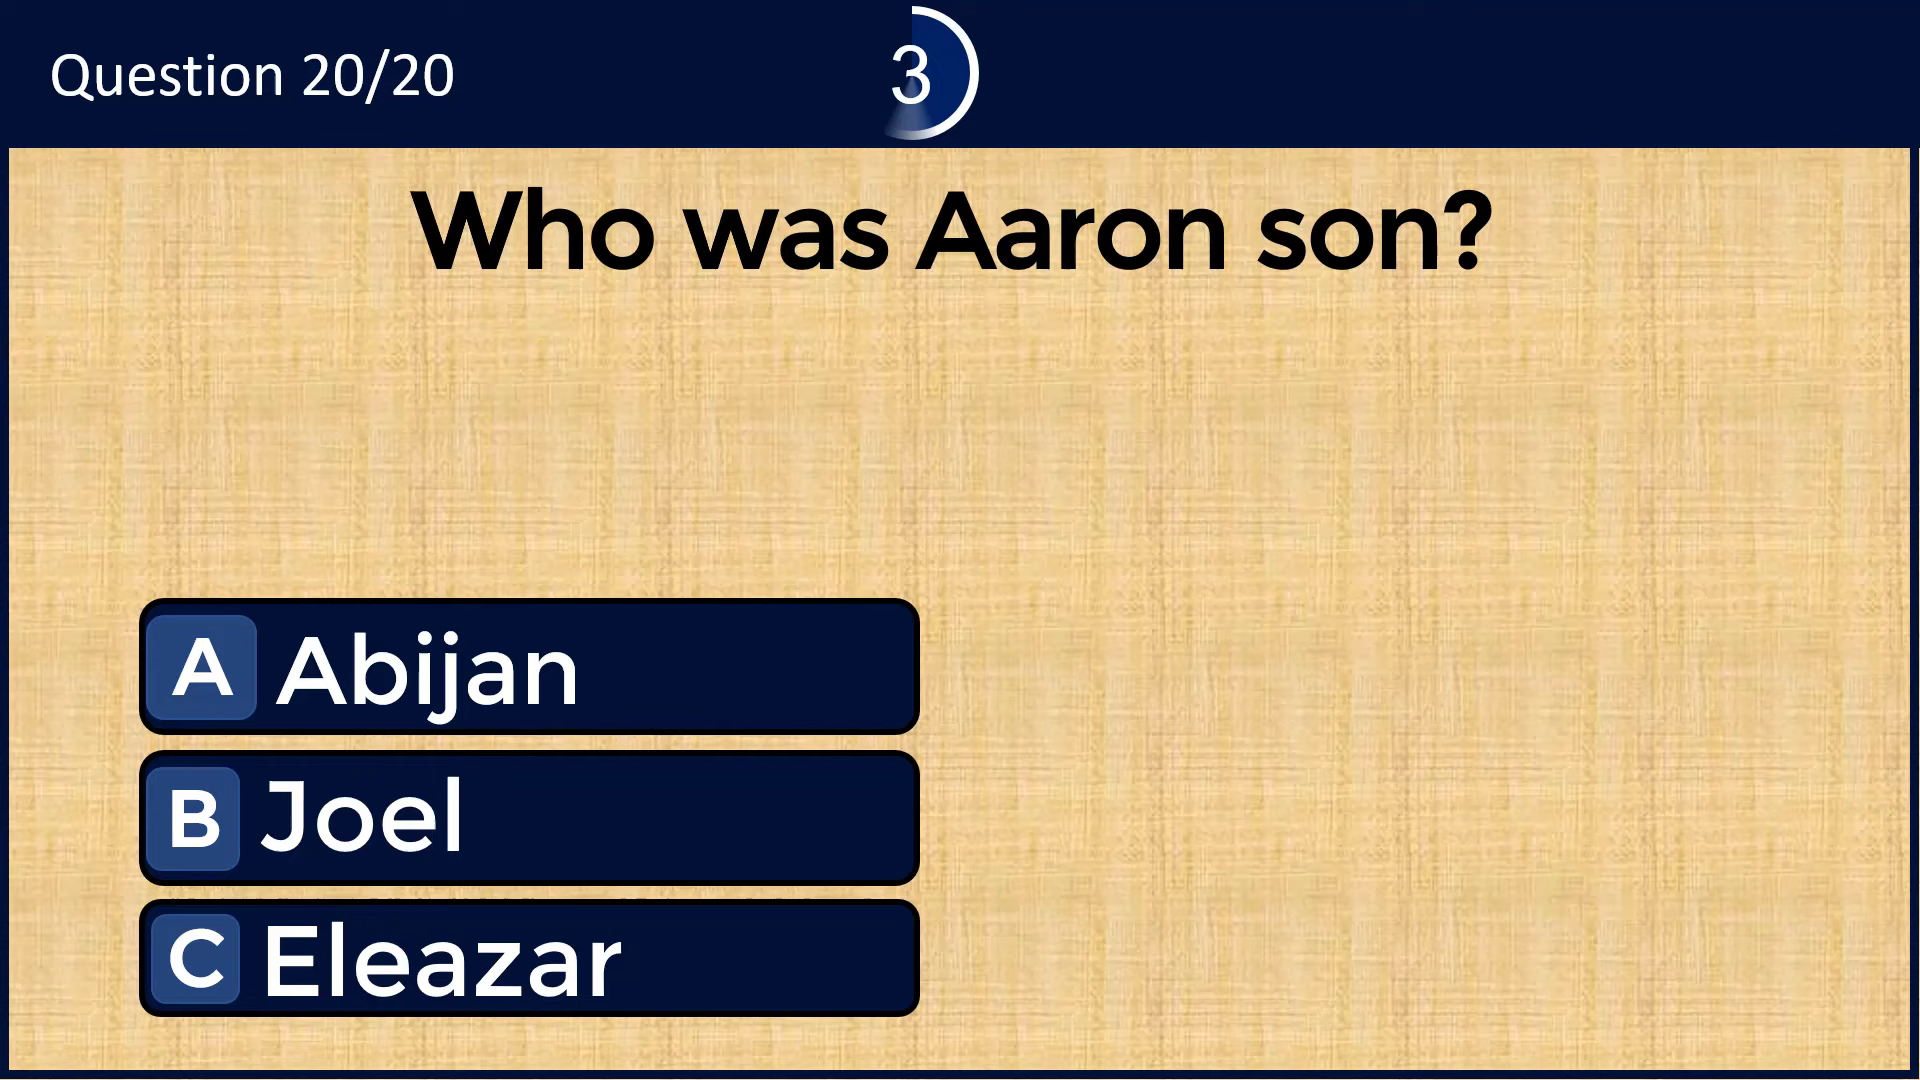 Question 20/20
3
Who was Aaron son?
A Abijan
B Joel
C Eleazar